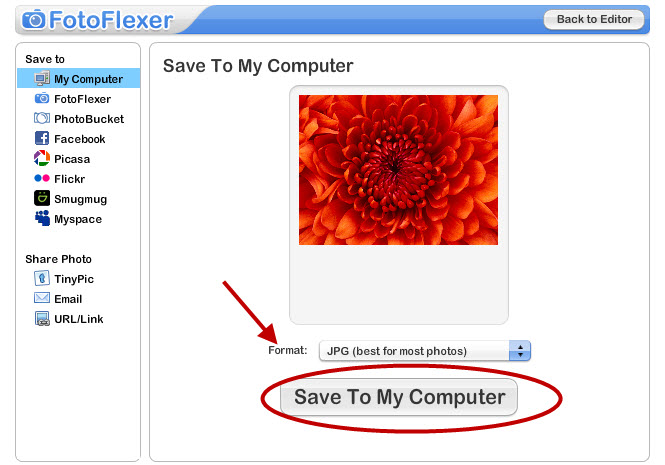 FotoFlexer
Back to Editor
Save to
My Computer
FotoFlexer
PhotoBucket
Facebook
Picasa
Flickr
Smugmug
Myspace
Share Photo
TinyPic
Email
URL/Link
Save To My Computer
Format: JPG (best for most photos)
Save To My Computer